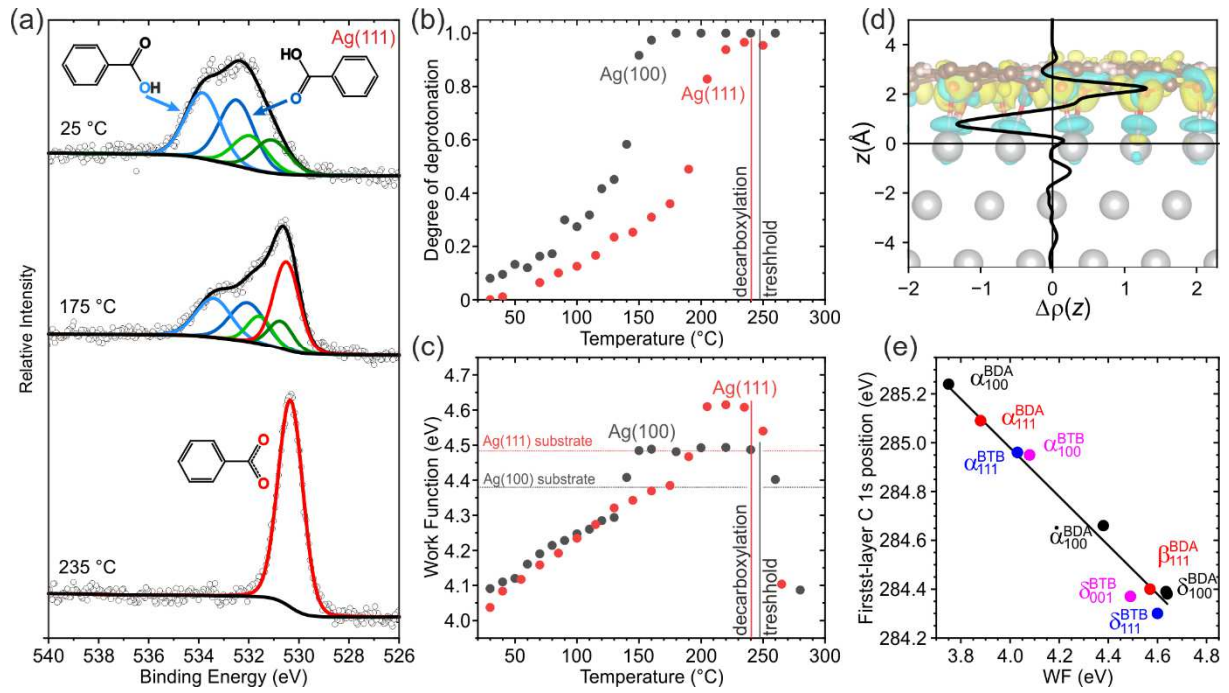 (a)
Ag(111)
O
OH
HO
O
25 °C
175 °C
O
O
235 °C
Relative Intensity
540 538 536 534 532 530 528 526
Binding Energy (eV)
(b)
1.0
0.8
0.6
0.4
0.2
0
Degree of deprotonation
Ag(100)
Ag(111)
decarboxylation
treshhold
50 100 150 200 250 300
Temperature (°C)
(c)
4.7
4.6
4.5
4.4
4.3
4.2
4.1
4.0
Work Function (eV)
Ag(111)
Ag(111) substrate
Ag(100)
Ag(100) substrate
decarboxylation
treshhold
50 100 150 200 250 300
Temperature (°C)
(d)
4
2
0
−2
−4
z(Å)
−2 −1 0 1 2
Δρ(z)
(e)
285.2
285.0
284.8
284.6
284.4
284.2
Firsst-layer C 1s position (eV)
α100BDA
α111BDA
α100BTB
α111BTB
α̇100BDA
β111BDA
δ001BTB
δ100BDA
δ111BTB
3.8 4.0 4.2 4.4 4.6 4.8
WF (eV)